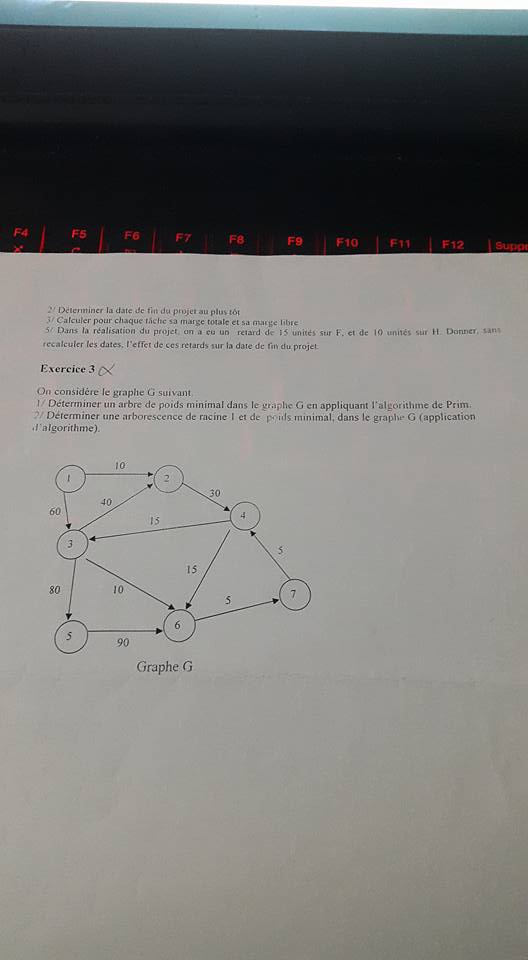 F4 F5 F6 F7 F8 F9 F10 F11 F12 Suppr
2/ Déterminer la date de fin du projet au plus tôt
3/ Calculer pour chaque tâche sa marge totale et sa marge libre
5/ Dans la réalisation du projet, on a eu un retard de 15 unités sur F, et de 10 unités sur H. Donner, sans
recalculer les dates, l'effet de ces retards sur la date de fin du projet.
Exercice 3
On considère le graphe G suivant.
1/ Déterminer un arbre de poids minimal dans le graphe G en appliquant l'algorithme de Prim.
2/ Déterminer une arborescence de racine 1 et de poids minimal, dans le graphe G (application
d'algorithme).
10
1 2
30
60 40
15 4
3 5
15
80 10 7
5
5 6
90
Graphe G